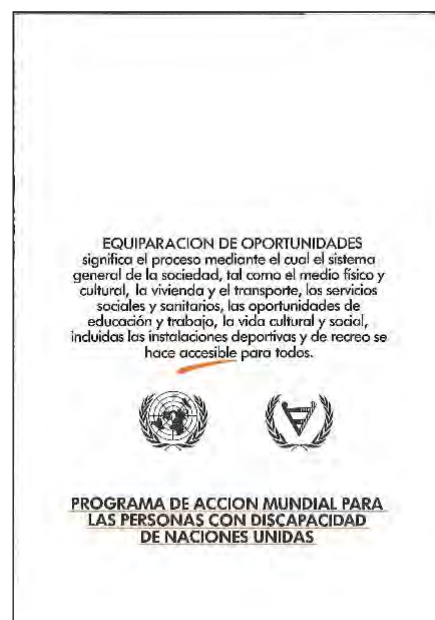 EQUIPARACION DE OPORTUNIDADES
significa el proceso mediante el cual el sistema
general de la sociedad, tal como el medio físico y
cultural, la vivienda y el transporte, los servicios
sociales y sanitarios, las oportunidades de
educación y trabajo, la vida cultural y social,
incluidas las instalaciones deportivas y de recreo se
hace accesible para todos.
PROGRAMA DE ACCION MUNDIAL PARA
LAS PERSONAS CON DISCAPACIDAD
DE NACIONES UNIDAS